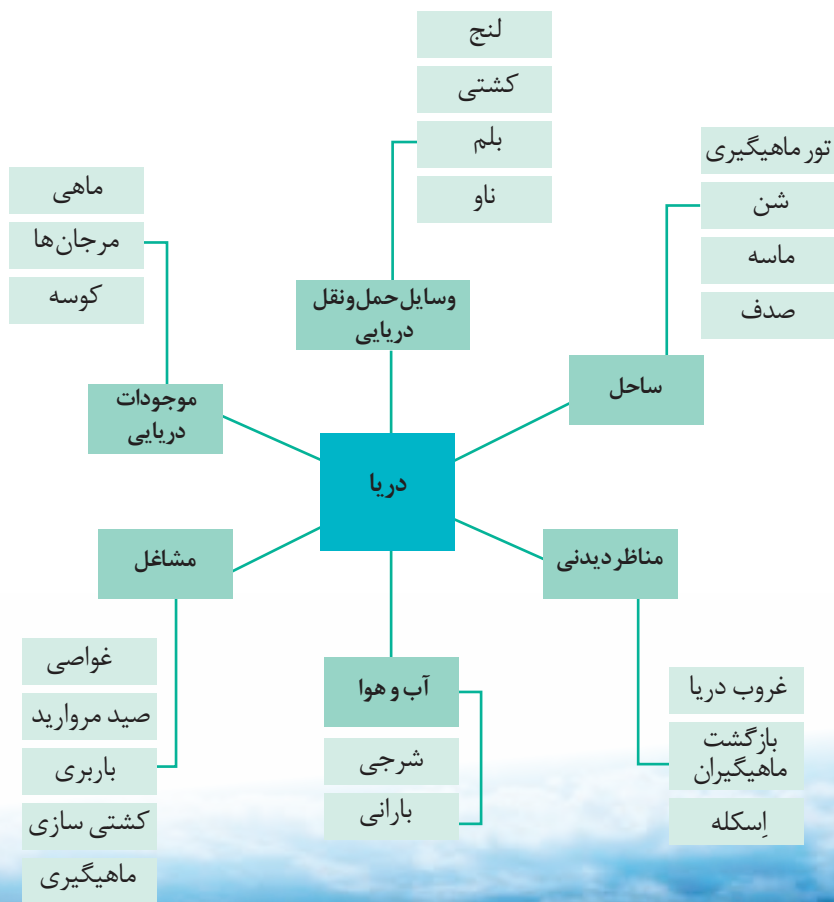 لنج
کشتی
بلم
ناو
وسایل حمل و نقل
دریایی
تور ماهیگیری
شن
ماسه
صدف
ساحل
ماهی
مرجان‌ها
کوسه
موجودات
دریایی
دریا
مناظر دیدنی
غروب دریا
بازگشت
ماهیگیران
اِسکله
آب و هوا
شرجی
بارانی
مشاغل
غواصی
صید مروارید
باربری
کشتی سازی
ماهیگیری